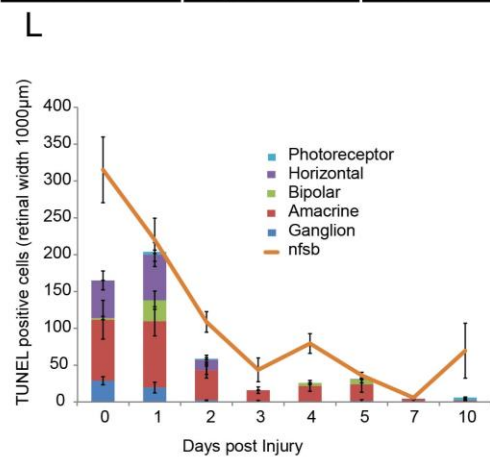 L
TUNEL positive cells (retinal width 1000µm)
400
350
300
250
200
150
100
50
0
Photoreceptor
Horizontal
Bipolar
Amacrine
Ganglion
nfsb
0 1 2 3 4 5 7 10
Days post Injury